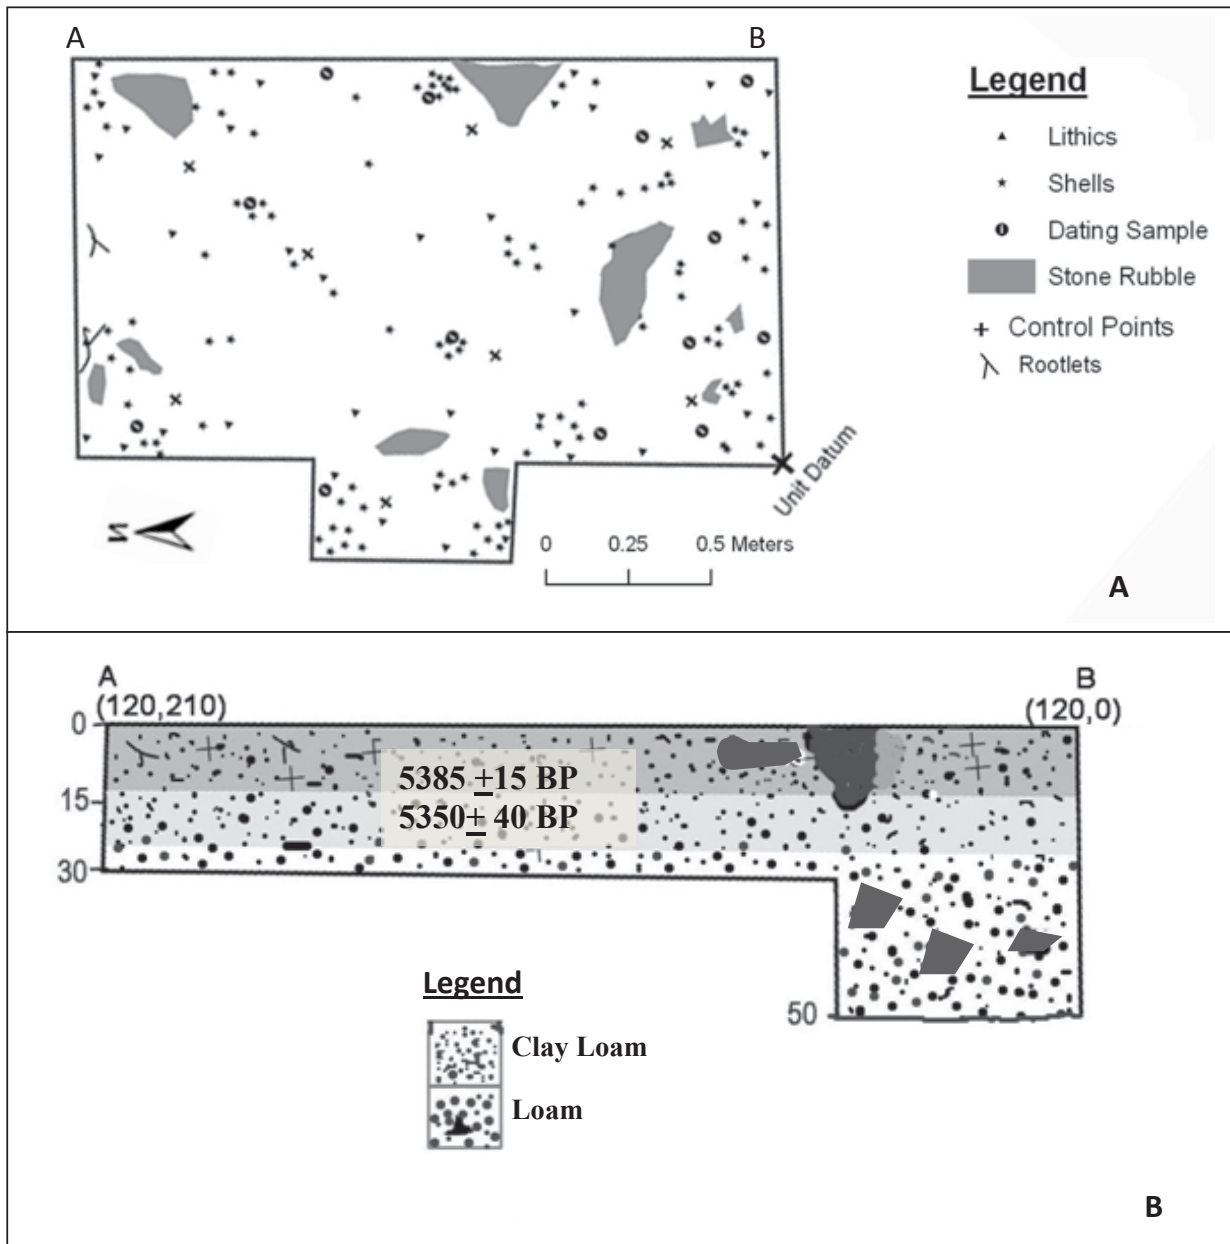 A
B
Legend
Lithics
Shells
Dating Sample
Stone Rubble
Control Points
Rootlets
Unit Datum
N
0 0.25 0.5 Meters
A
A
B
(120,210)
(120,0)
0
5385 ±15 BP
15
5350± 40 BP
30
50
Legend
Clay Loam
Loam
B